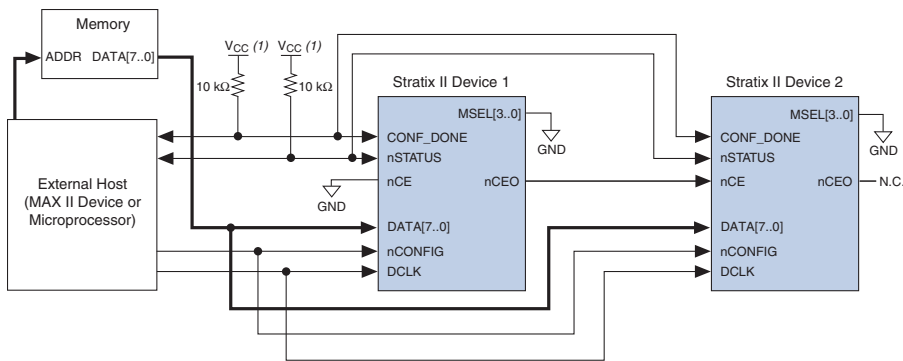 Memory
ADDR DATA[7..0]
VCC (1) VCC (1)
10 kΩ 10 kΩ
Stratix II Device 1
Stratix II Device 2
MSEL[3..0]
GND
CONF_DONE
nSTATUS
nCE nCEO
GND
DATA[7..0]
nCONFIG
DCLK
MSEL[3..0]
GND
CONF_DONE
nSTATUS
nCE nCEO N.C.
DATA[7..0]
nCONFIG
DCLK
External Host
(MAX II Device or
Microprocessor)